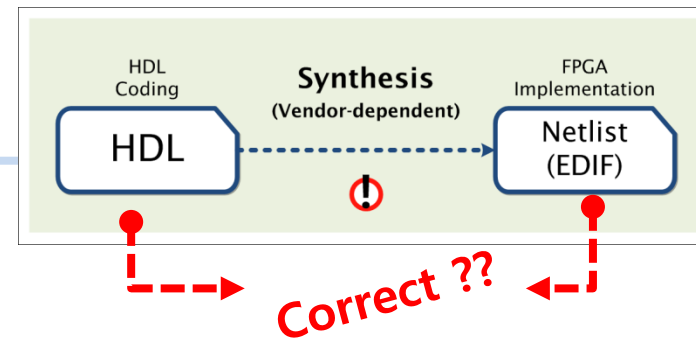 HDL
Coding
Synthesis
(Vendor-dependent)
FPGA
Implementation
HDL
Netlist
(EDIF)
!
Correct ??